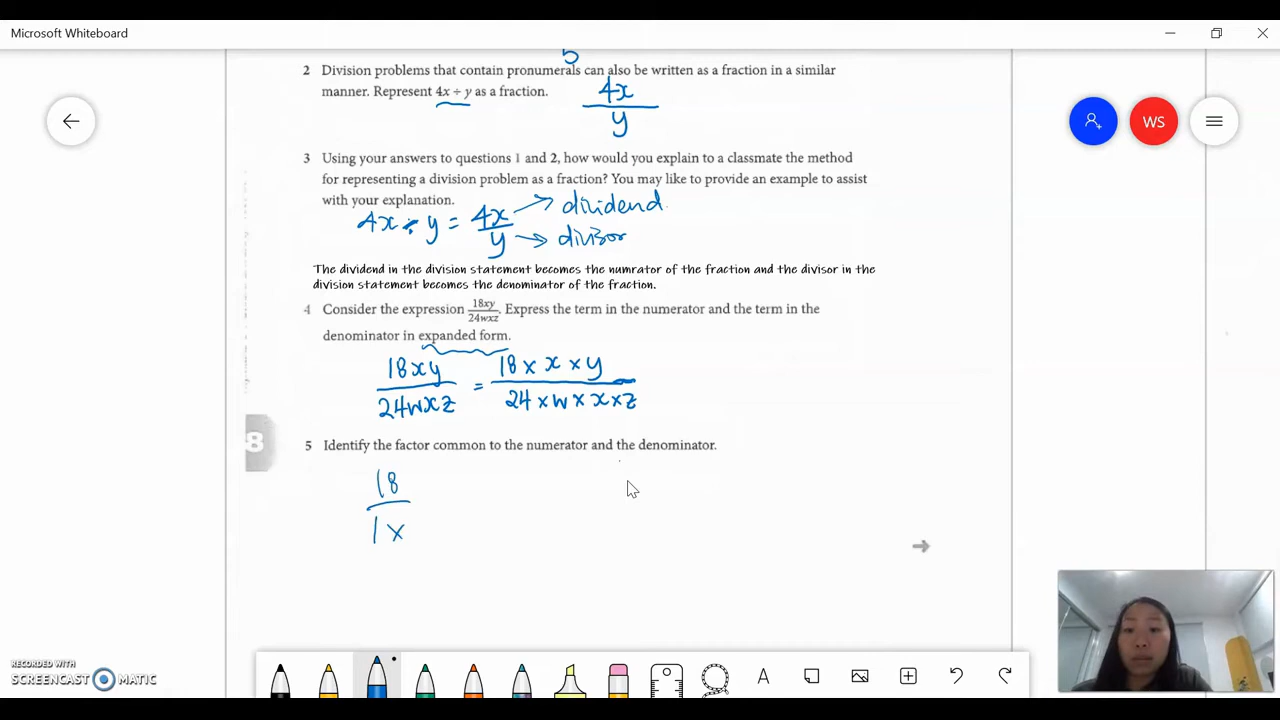 Microsoft Whiteboard
5
2 Division problems that contain pronumerals can also be written as a fraction in a similar
manner. Represent 4x ÷ y as a fraction.
4x
y
WS
3 Using your answers to questions 1 and 2, how would you explain to a classmate the method
for representing a division problem as a fraction? You may like to provide an example to assist
with your explanation.
4x ÷ y = 4x/y
dividend
divisor
The dividend in the division statement becomes the numrator of the fraction and the divisor in the
division statement becomes the denominator of the fraction.
4 Consider the expression 18xy/24wxz. Express the term in the numerator and the term in the
denominator in expanded form.
18xy = 18 × x × y
24wxz 24 × w × x × z
8
5 Identify the factor common to the numerator and the denominator.
18
1x
RECORDED WITH
SCREENCAST MATIC
A